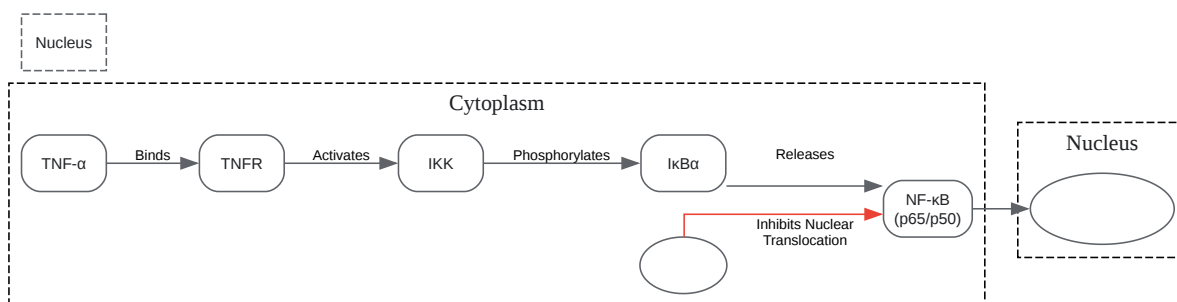 Nucleus
Cytoplasm
Nucleus
TNF-α
Binds
TNFR
Activates
IKK
Phosphorylates
IκBα
Releases
NF-κB
(p65/p50)
Inhibits Nuclear
Translocation